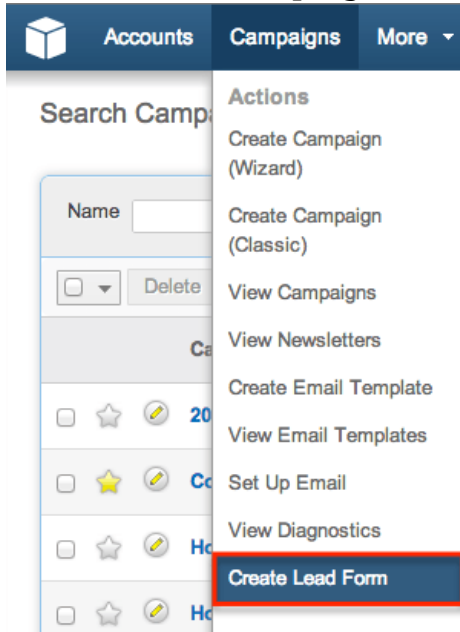 Accounts Campaigns More
Search Camp
Actions
Create Campaign
(Wizard)
Name
Create Campaign
(Classic)
Delete
View Campaigns
Ca
View Newsletters
Create Email Template
20
View Email Templates
Co
Set Up Email
View Diagnostics
Ho
Create Lead Form
Ho